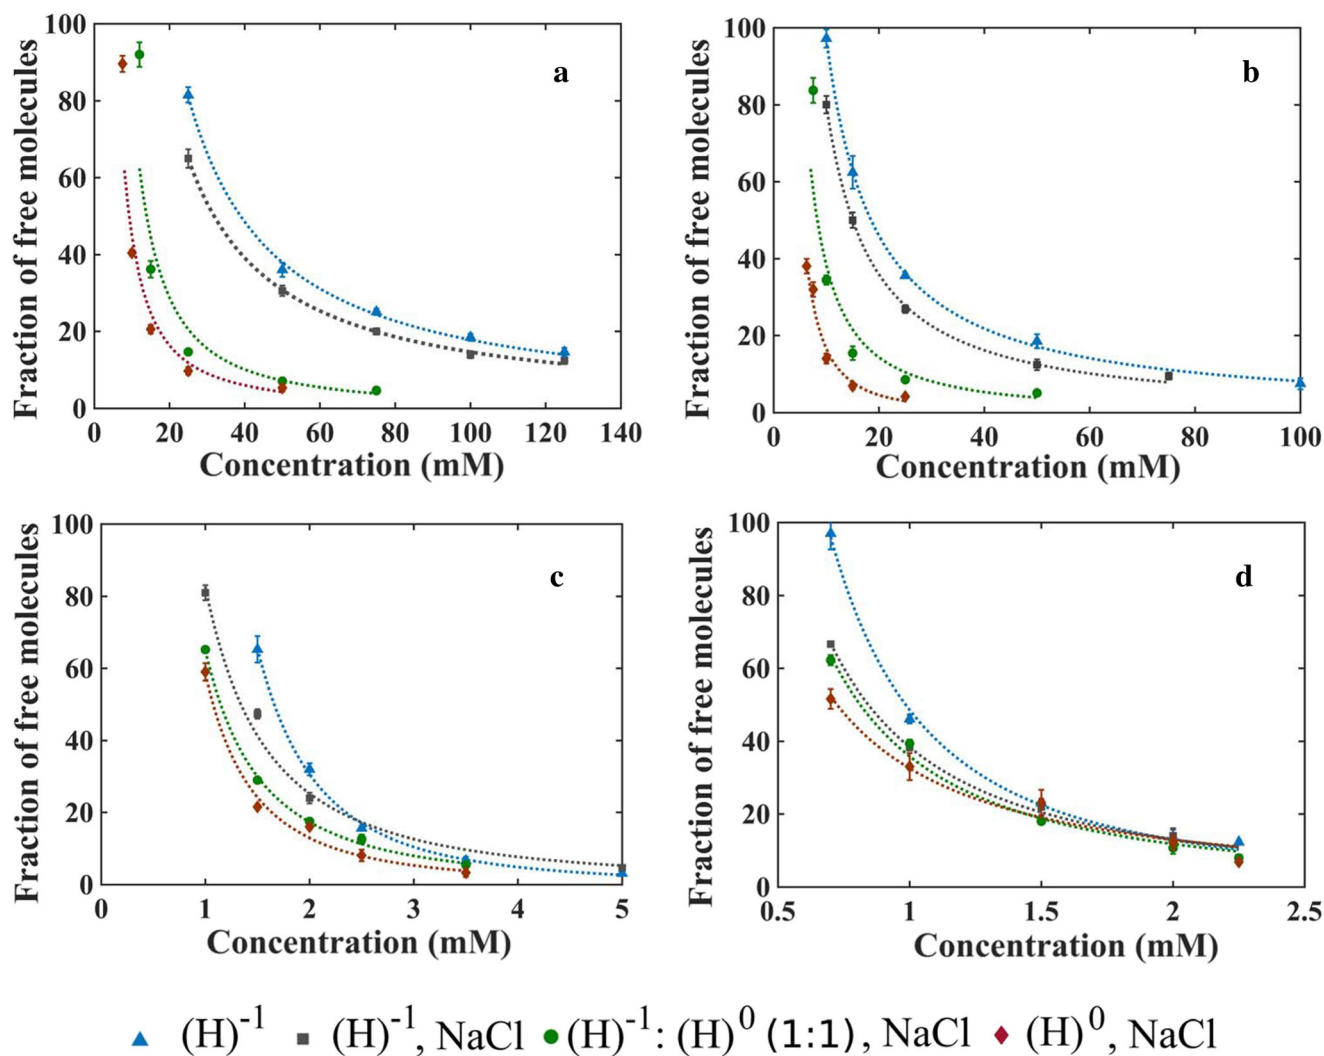 a
Fraction of free molecules
100
80
60
40
20
0
0 20 40 60 80 100 120 140
Concentration (mM)
b
Fraction of free molecules
100
80
60
40
20
0
0 20 40 60 80 100
Concentration (mM)
c
Fraction of free molecules
100
80
60
40
20
0
0 1 2 3 4 5
Concentration (mM)
d
Fraction of free molecules
100
80
60
40
20
0
0.5 1 1.5 2 2.5
Concentration (mM)
(H)⁻¹ (H)⁻¹, NaCl (H)⁻¹: (H)⁰ (1:1), NaCl (H)⁰, NaCl